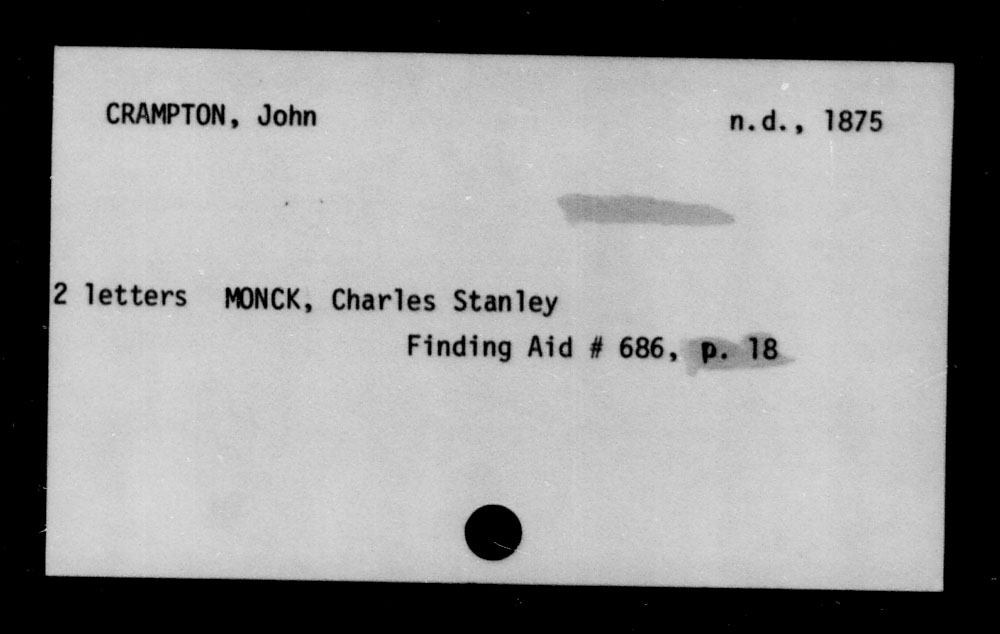 CRAMPTON, John n.d., 1875
2 letters MONCK, Charles Stanley
Finding Aid # 686, p. 18